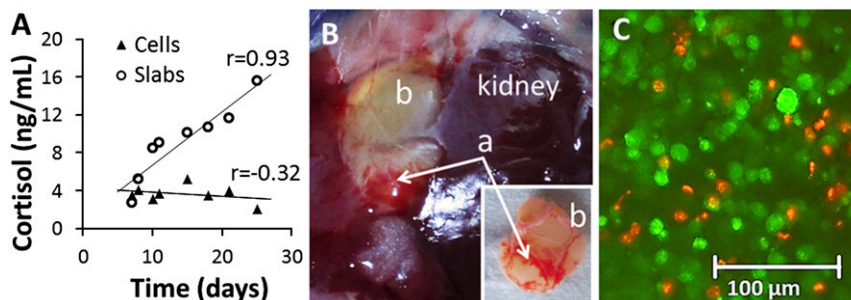 A
▲ Cells
○ Slabs
r=0.93
r=-0.32
Cortisol (ng/mL)
20
16
12
8
4
0
0 10 20 30
Time (days)
B
b
kidney
a
b
C
100 µm